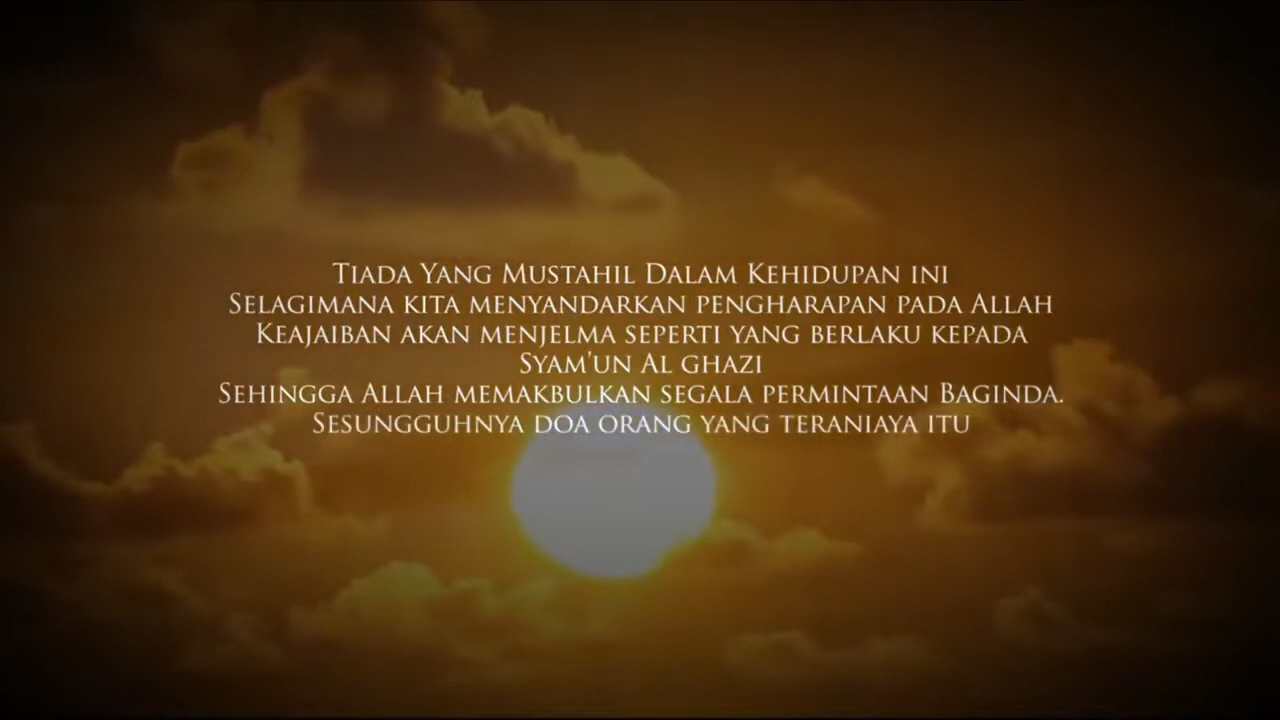 Tiada Yang Mustahil Dalam Kehidupan ini
Selagimana kita menyandarkan pengharapan pada Allah
Keajaiban akan menjelma seperti yang berlaku kepada
Syam'un Al ghazi
Sehingga Allah memakbulkan segala permintaan Baginda.
Sesungguhnya doa orang yang teraniaya itu